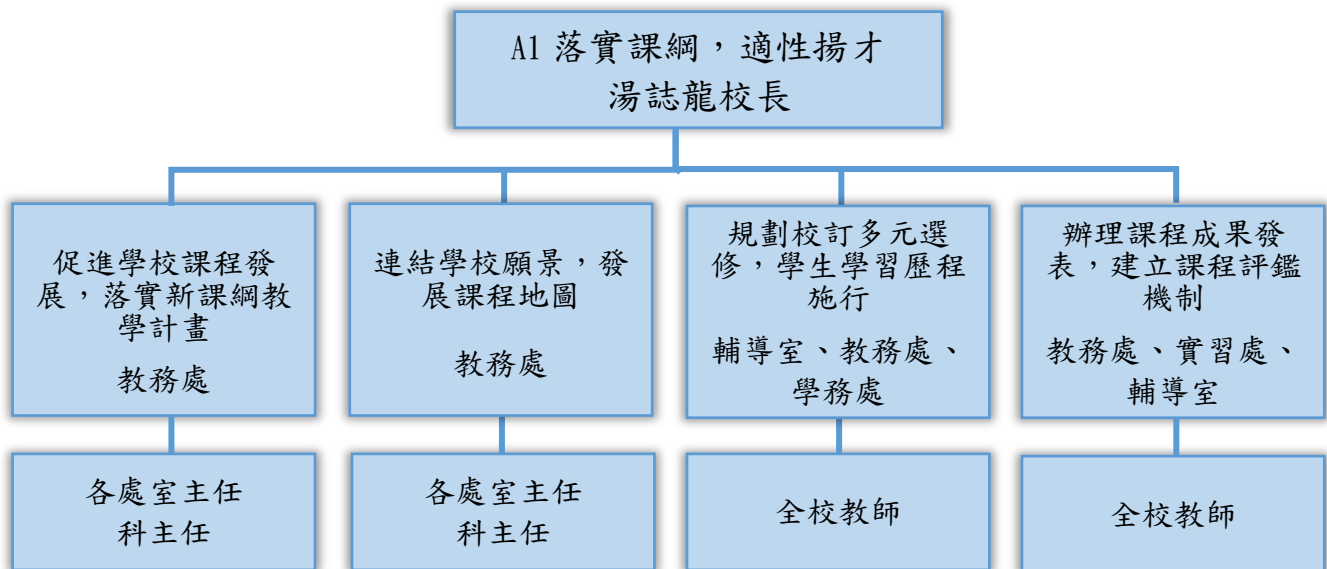 A1 落實課綱，適性揚才
湯誌龍校長
促進學校課程發
展，落實新課綱教
學計畫
教務處
連結學校願景，發
展課程地圖
教務處
規劃校訂多元選
修，學生學習歷程
施行
輔導室、教務處、
學務處
辦理課程成果發
表，建立課程評鑑
機制
教務處、實習處、
輔導室
各處室主任
科主任
各處室主任
科主任
全校教師
全校教師